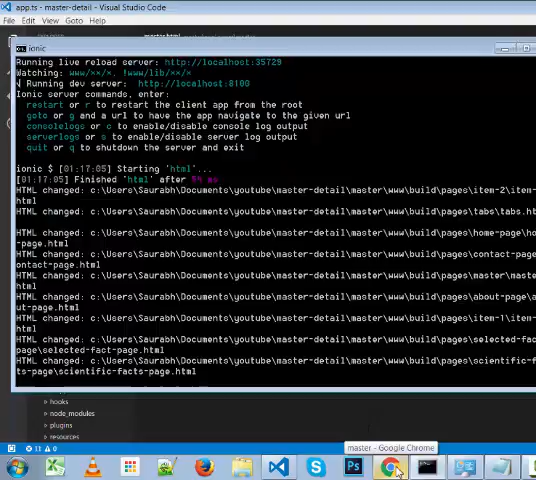 app.ts - master-detail - Visual Studio Code
File Edit View Goto Help
ionic
Running live reload server: http://localhost:35729
Watching: www/**/*, !www/lib/**/*
√ Running dev server:  http://localhost:8100
Ionic server commands, enter:
restart or r to restart the client app from the root
goto or g and a url to have the app navigate to the given url
consolelogs or c to enable/disable console log output
serverlogs or s to enable/disable server log output
quit or q to shutdown the server and exit
ionic $ [01:17:05] Starting 'html'...
[01:17:05] Finished 'html' after ms
HTML changed: c:\Users\Saurabh\Documents\youtube\master-detail\master\www\build\pages\item-2\item-
html
HTML changed: c:\Users\Saurabh\Documents\youtube\master-detail\master\www\build\pages\tabs\tabs.ht
HTML changed: c:\Users\Saurabh\Documents\youtube\master-detail\master\www\build\pages\home-page\ho
-page.html
HTML changed: c:\Users\Saurabh\Documents\youtube\master-detail\master\www\build\pages\contact-page
ontact-page.html
HTML changed: c:\Users\Saurabh\Documents\youtube\master-detail\master\www\build\pages\master\maste
html
HTML changed: c:\Users\Saurabh\Documents\youtube\master-detail\master\www\build\pages\about-page\a
ut-page.html
HTML changed: c:\Users\Saurabh\Documents\youtube\master-detail\master\www\build\pages\item-1\item-
html
HTML changed: c:\Users\Saurabh\Documents\youtube\master-detail\master\www\build\pages\selected-fac
page\selected-fact-page.html
HTML changed: c:\Users\Saurabh\Documents\youtube\master-detail\master\www\build\pages\scientific-f
ts-page\scientific-facts-page.html
hooks
node_modules
plugins
resources
11 0
master - Google Chrome
Ps